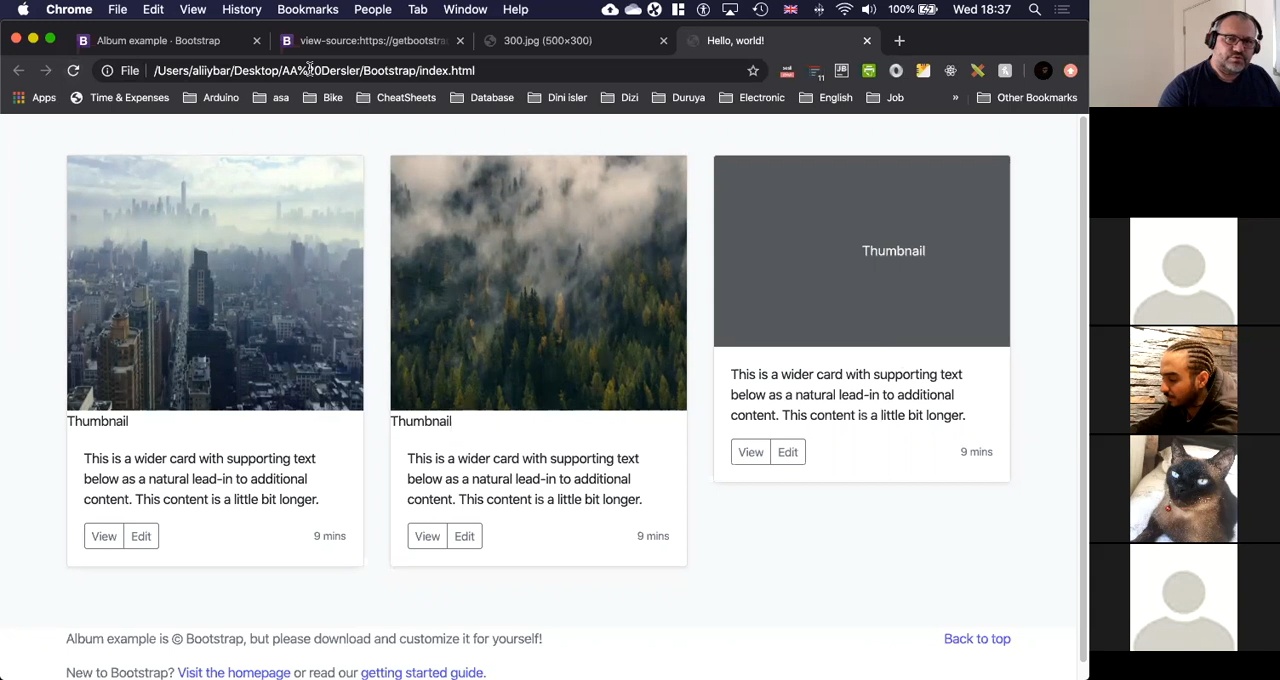 Chrome File Edit View History Bookmarks People Tab Window Help 100% Wed 18:37
Album example · Bootstrap view-source:https://getbootstra 300.jpg (500×300) Hello, world!
File /Users/aliiybar/Desktop/AA%20Dersler/Bootstrap/index.html
Apps Time & Expenses Arduino asa Bike CheatSheets Database Dini isler Dizi Duruya Electronic English Job » Other Bookmarks
Thumbnail
Thumbnail
This is a wider card with supporting text
below as a natural lead-in to additional
content. This content is a little bit longer.
View Edit 9 mins
Thumbnail
This is a wider card with supporting text
below as a natural lead-in to additional
content. This content is a little bit longer.
View Edit 9 mins
This is a wider card with supporting text
below as a natural lead-in to additional
content. This content is a little bit longer.
View Edit 9 mins
Album example is © Bootstrap, but please download and customize it for yourself! Back to top
New to Bootstrap? Visit the homepage or read our getting started guide.